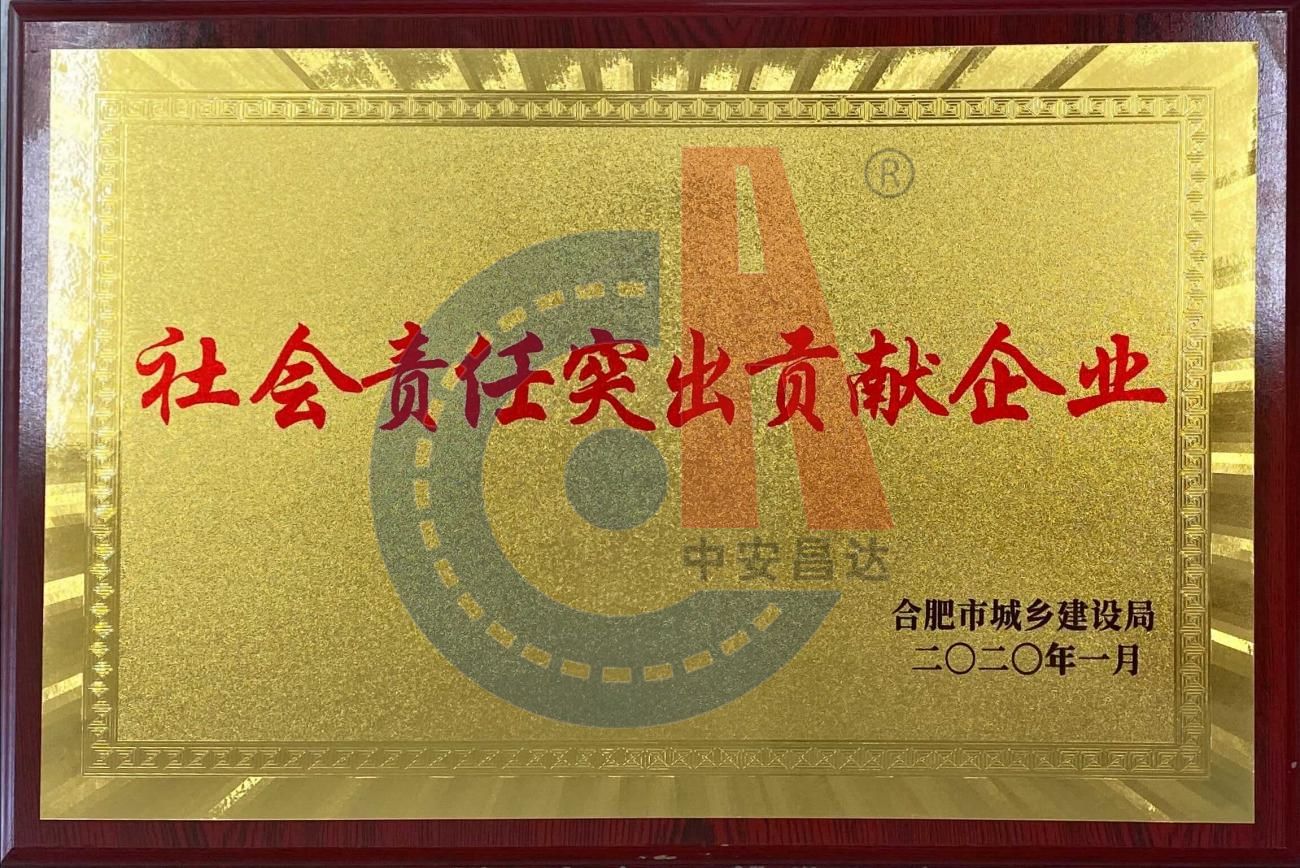 ®
社会责任突出贡献企业
中安昌达
合肥市城乡建设局
二〇二〇年一月